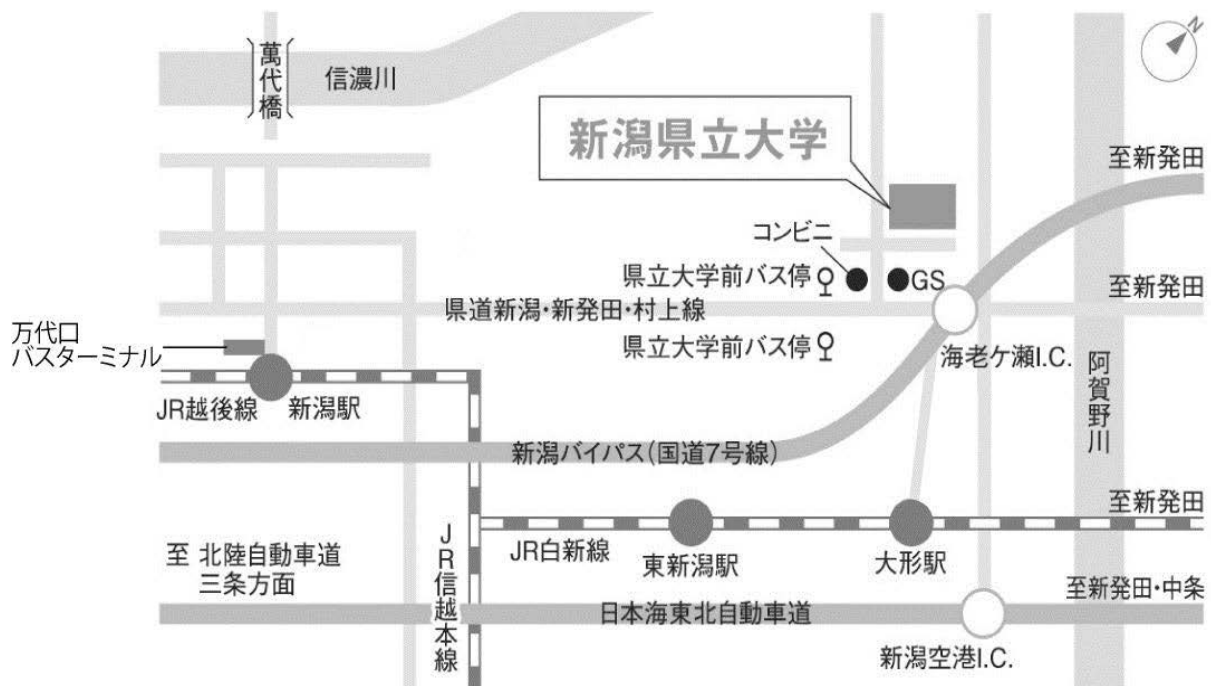 N
萬代橋
信濃川
新潟県立大学
至新発田
コンビニ
県立大学前バス停
GS
至新発田
県道新潟・新発田・村上線
万代口
バスターミナル
県立大学前バス停
海老ケ瀬I.C.
阿賀野川
JR越後線
新潟駅
新潟バイパス(国道7号線)
至新発田
JR白新線
東新潟駅
大形駅
JR信越本線
至 北陸自動車道
三条方面
至新発田・中条
日本海東北自動車道
新潟空港I.C.